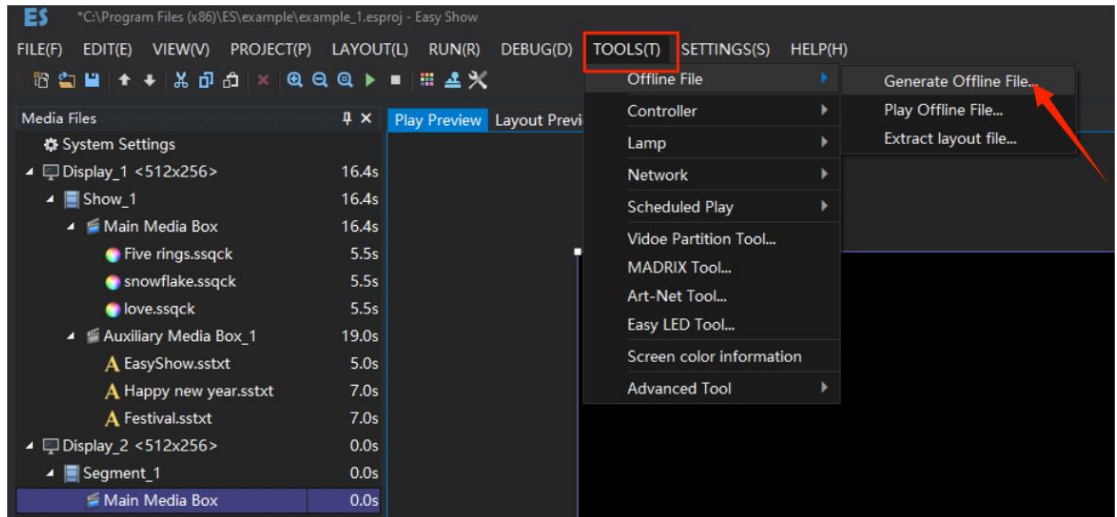 ES *C:\Program Files (x86)\ES\example\example_1.esproj - Easy Show
FILE(F) EDIT(E) VIEW(V) PROJECT(P) LAYOUT(L) RUN(R) DEBUG(D) TOOLS(T) SETTINGS(S) HELP(H)
Media Files
Play Preview Layout Previ
System Settings
Display_1 <512x256> 16.4s
Show_1 16.4s
Main Media Box 16.4s
Five rings.ssqck 5.5s
snowflake.ssqck 5.5s
love.ssqck 5.5s
Auxiliary Media Box_1 19.0s
A EasyShow.sstxt 5.0s
A Happy new year.sstxt 7.0s
A Festival.sstxt 7.0s
Display_2 <512x256> 0.0s
Segment_1 0.0s
Main Media Box 0.0s
Offline File
Controller
Lamp
Network
Scheduled Play
Vidoe Partition Tool...
MADRIX Tool...
Art-Net Tool...
Easy LED Tool...
Screen color information
Advanced Tool
Generate Offline File...
Play Offline File...
Extract layout file...